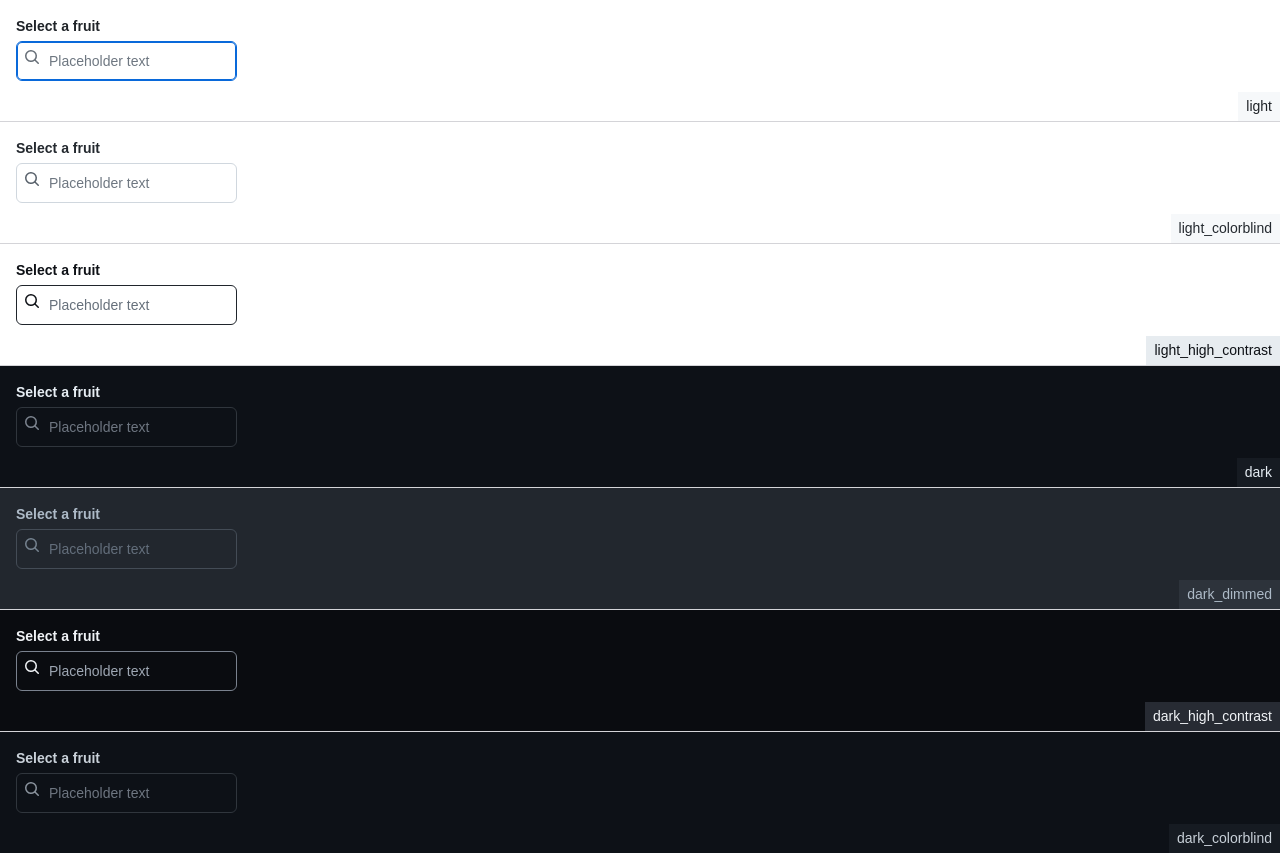 Select a fruit
Placeholder text
light
Select a fruit
Placeholder text
light_colorblind
Select a fruit
Placeholder text
light_high_contrast
Select a fruit
Placeholder text
dark
Select a fruit
Placeholder text
dark_dimmed
Select a fruit
Placeholder text
dark_high_contrast
Select a fruit
Placeholder text
dark_colorblind